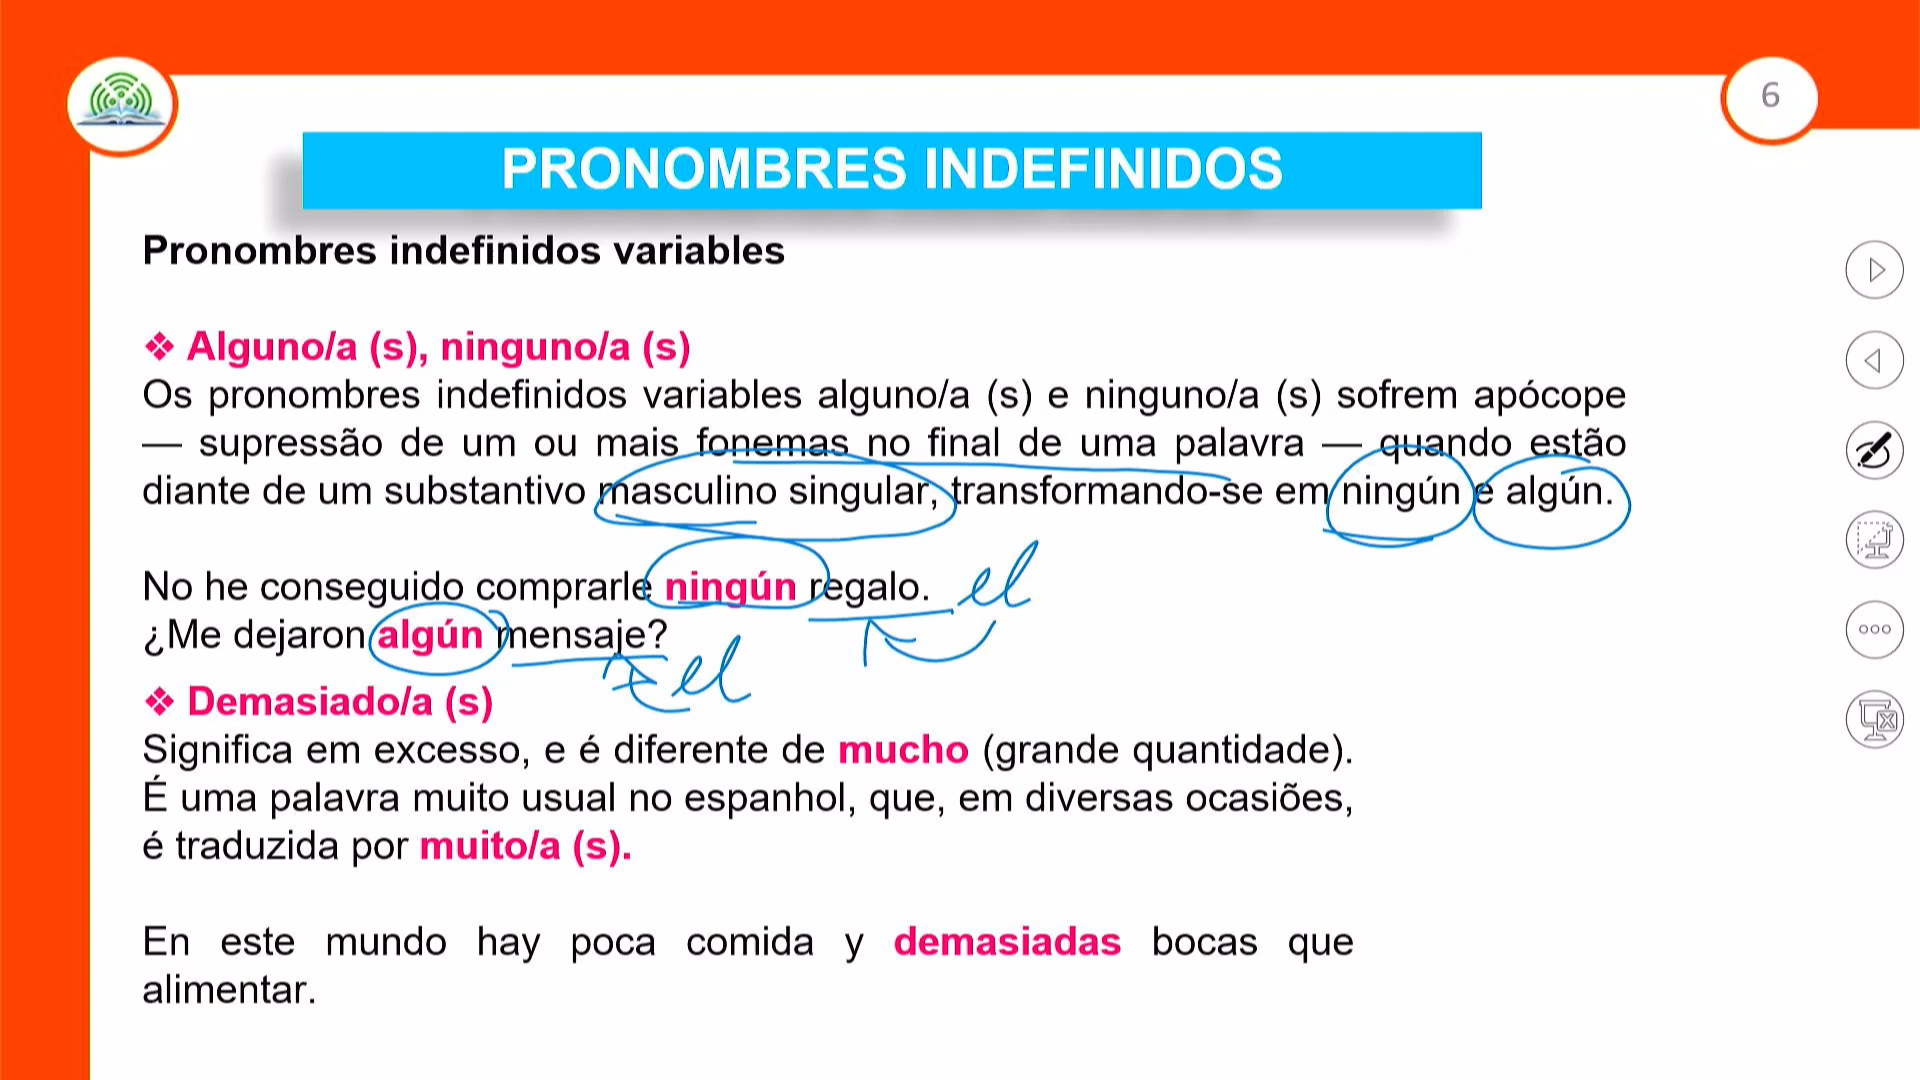 6
PRONOMBRES INDEFINIDOS
Pronombres indefinidos variables
❖ Alguno/a (s), ninguno/a (s)
Os pronombres indefinidos variables alguno/a (s) e ninguno/a (s) sofrem apócope
— supressão de um ou mais fonemas no final de uma palavra — quando estão
diante de um substantivo masculino singular, transformando-se em ningún e algún.
No he conseguido comprarle ningún regalo. el
¿Me dejaron algún mensaje?
el
❖ Demasiado/a (s)
Significa em excesso, e é diferente de mucho (grande quantidade).
É uma palavra muito usual no espanhol, que, em diversas ocasiões,
é traduzida por muito/a (s).
En este mundo hay poca comida y demasiadas bocas que
alimentar.